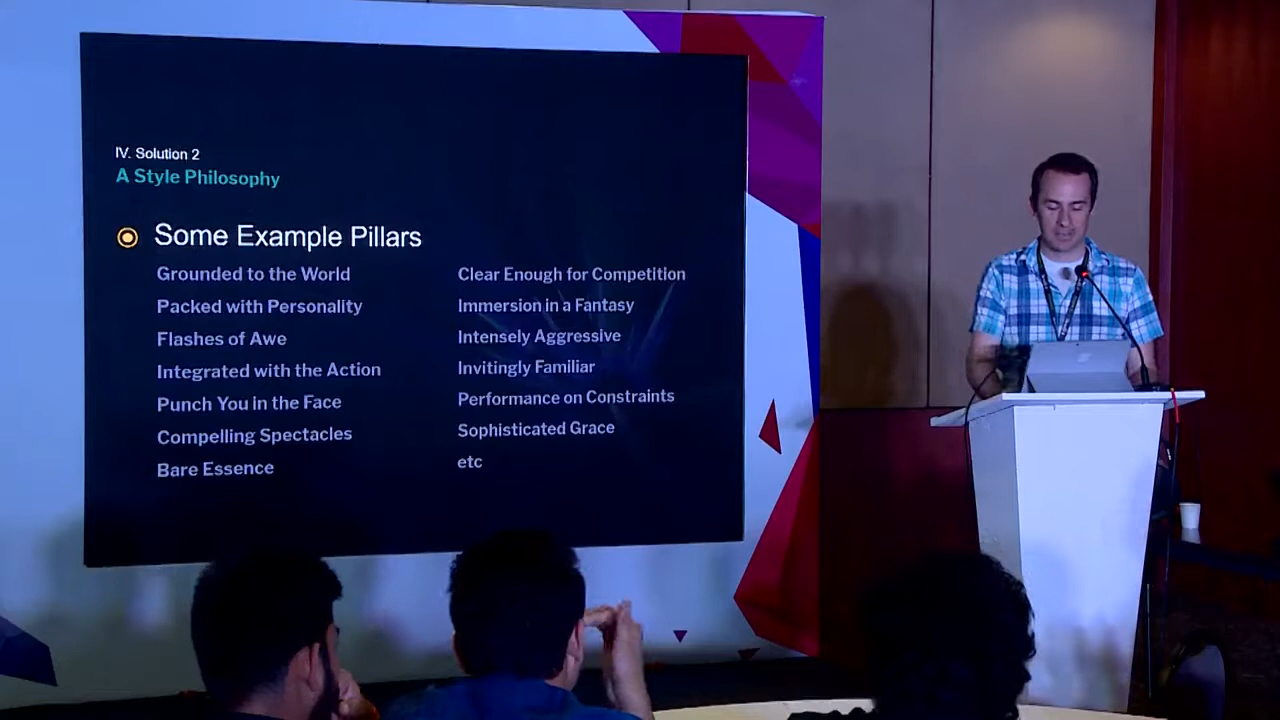 IV. Solution 2
A Style Philosophy
Some Example Pillars
Grounded to the World
Packed with Personality
Flashes of Awe
Integrated with the Action
Punch You in the Face
Compelling Spectacles
Bare Essence
Clear Enough for Competition
Immersion in a Fantasy
Intensely Aggressive
Invitingly Familiar
Performance on Constraints
Sophisticated Grace
etc